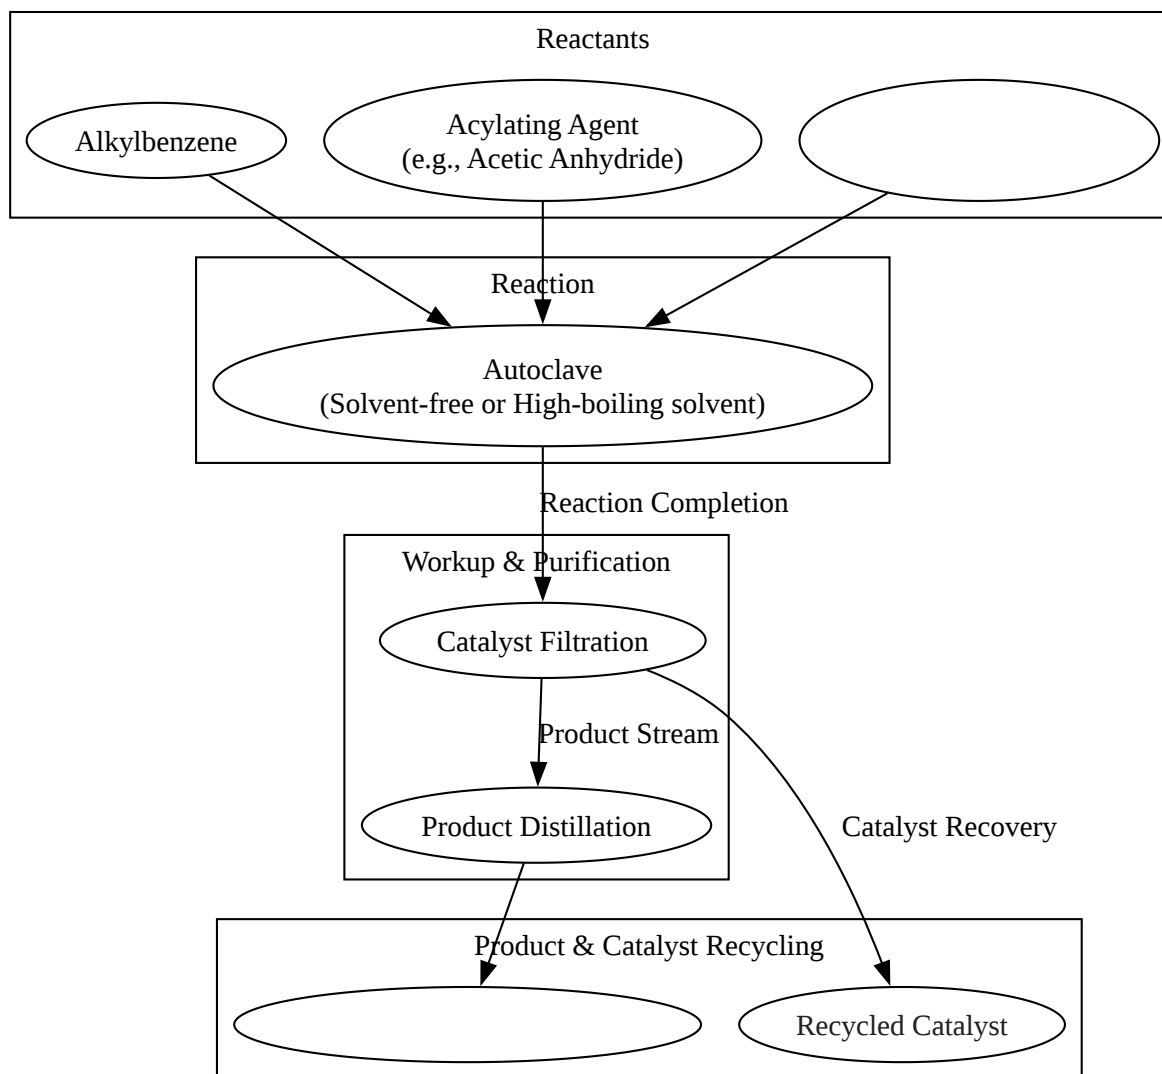 Reactants
Alkylbenzene
Acylating Agent
(e.g., Acetic Anhydride)
Reaction
Autoclave
(Solvent-free or High-boiling solvent)
Reaction Completion
Workup & Purification
Catalyst Filtration
Product Stream
Product Distillation
Catalyst Recovery
Product & Catalyst Recycling
Recycled Catalyst